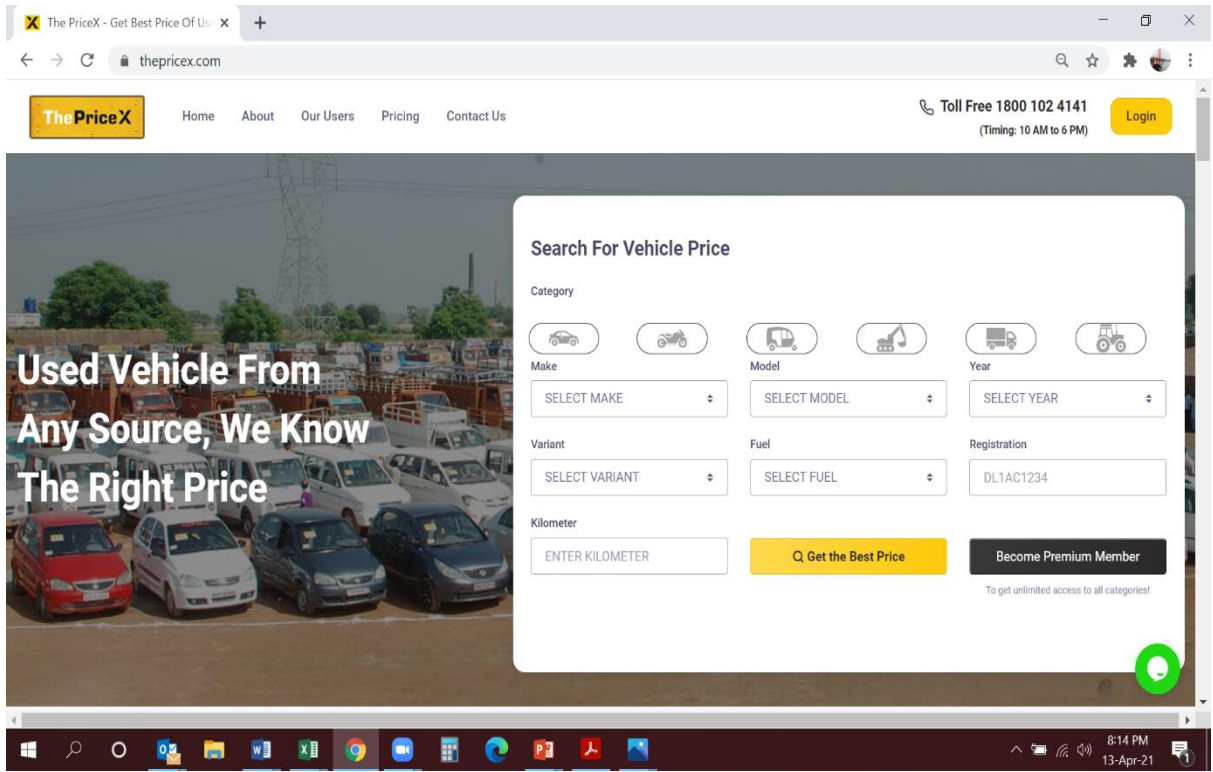 The PriceX - Get Best Price Of Us
thepricex.com
ThePriceX
Home About Our Users Pricing Contact Us
Toll Free 1800 102 4141
(Timing: 10 AM to 6 PM)
Login
Used Vehicle From
Any Source, We Know
The Right Price
Search For Vehicle Price
Category
Make Model Year
SELECT MAKE SELECT MODEL SELECT YEAR
Variant Fuel Registration
SELECT VARIANT SELECT FUEL DL1AC1234
Kilometer
ENTER KILOMETER Get the Best Price Become Premium Member
To get unlimited access to all categories!
8:14 PM
13-Apr-21